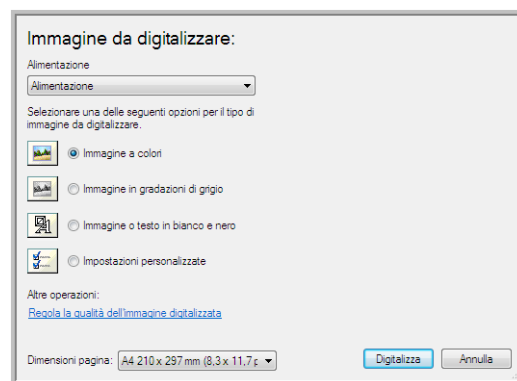 Immagine da digitalizzare:
Alimentazione
Alimentazione
Selezionare una delle seguenti opzioni per il tipo di
immagine da digitalizzare.
Immagine a colori
Immagine in gradazioni di grigio
Immagine o testo in bianco e nero
Impostazioni personalizzate
Altre operazioni:
Regola la qualità dell'immagine digitalizzata
Dimensioni pagina: A4 210 x 297 mm (8,3 x 11,7 p Digitalizza Annulla